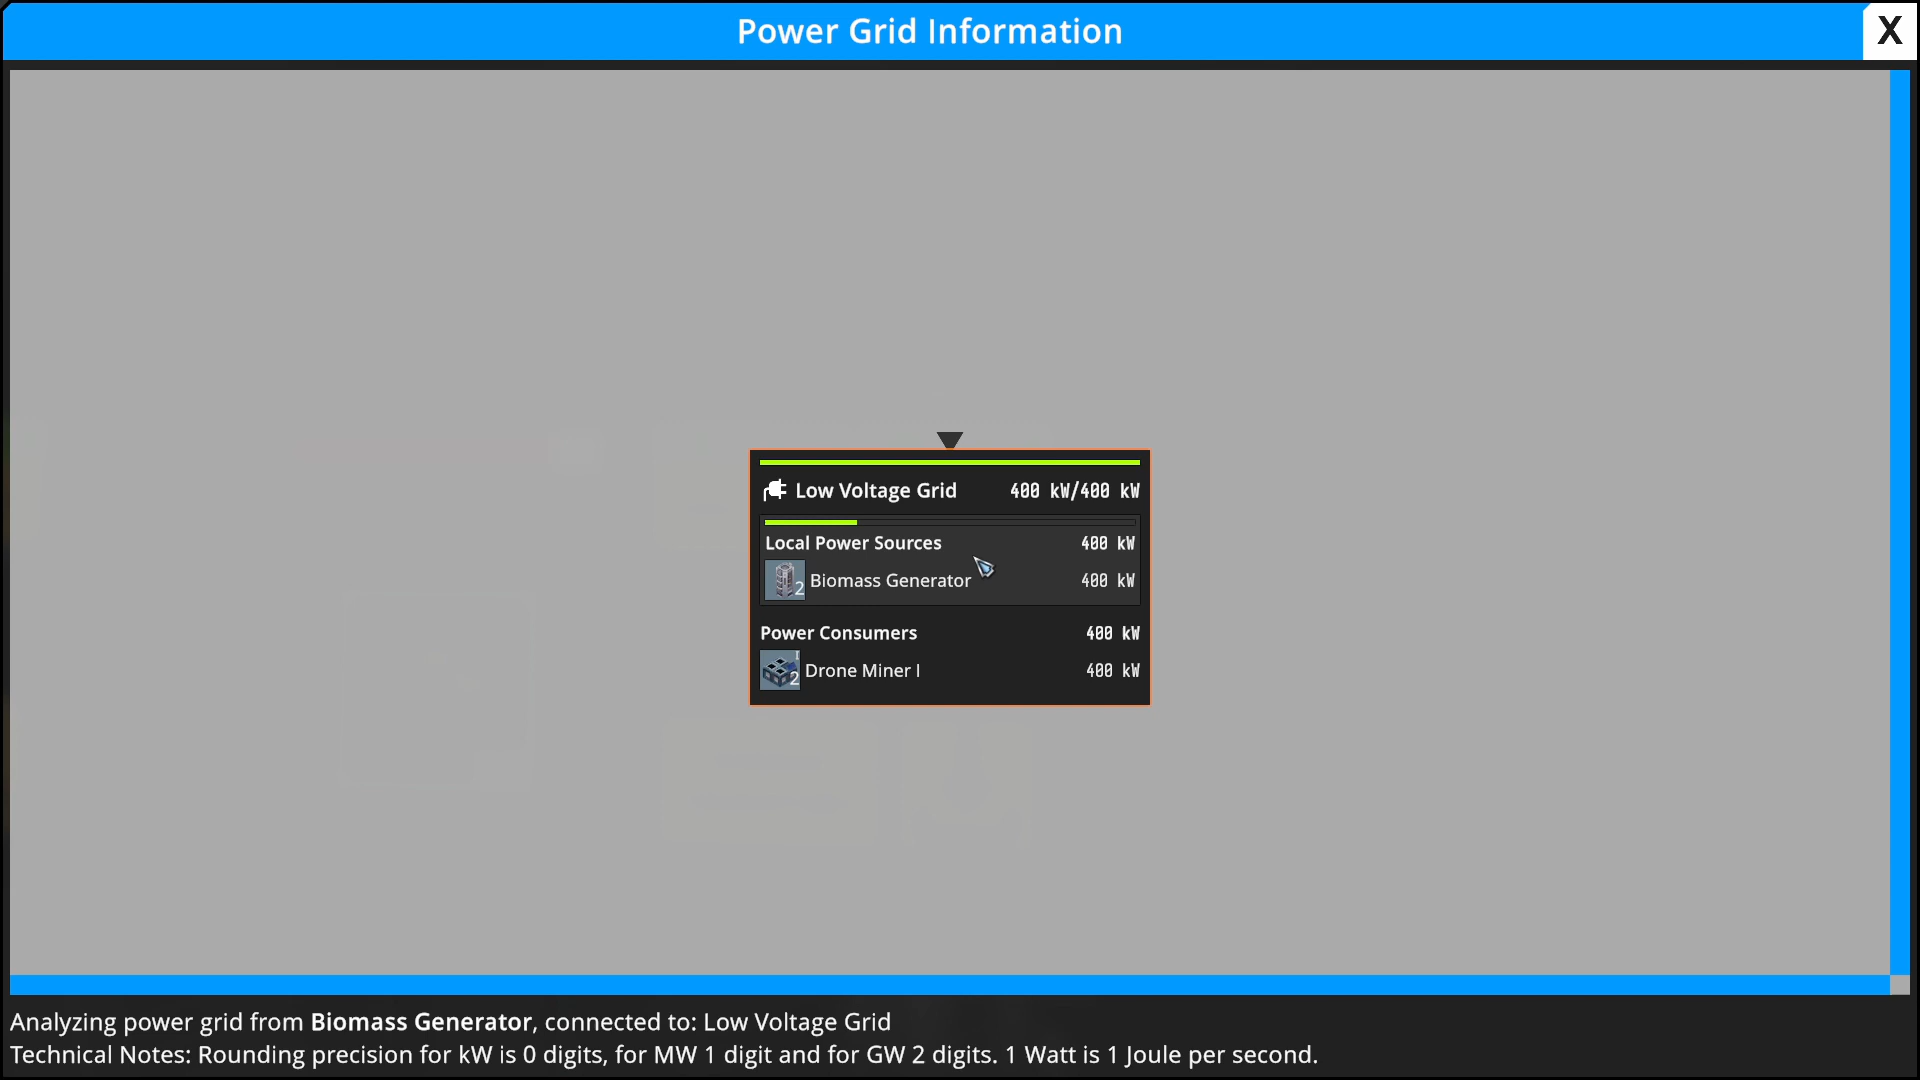 Power Grid Information
X
Low Voltage Grid 400 kW/400 kW
Local Power Sources 400 kW
2 Biomass Generator 400 kW
Power Consumers 400 kW
I
2 Drone Miner I 400 kW
Analyzing power grid from Biomass Generator, connected to: Low Voltage Grid
Technical Notes: Rounding precision for kW is 0 digits, for MW 1 digit and for GW 2 digits. 1 Watt is 1 Joule per second.